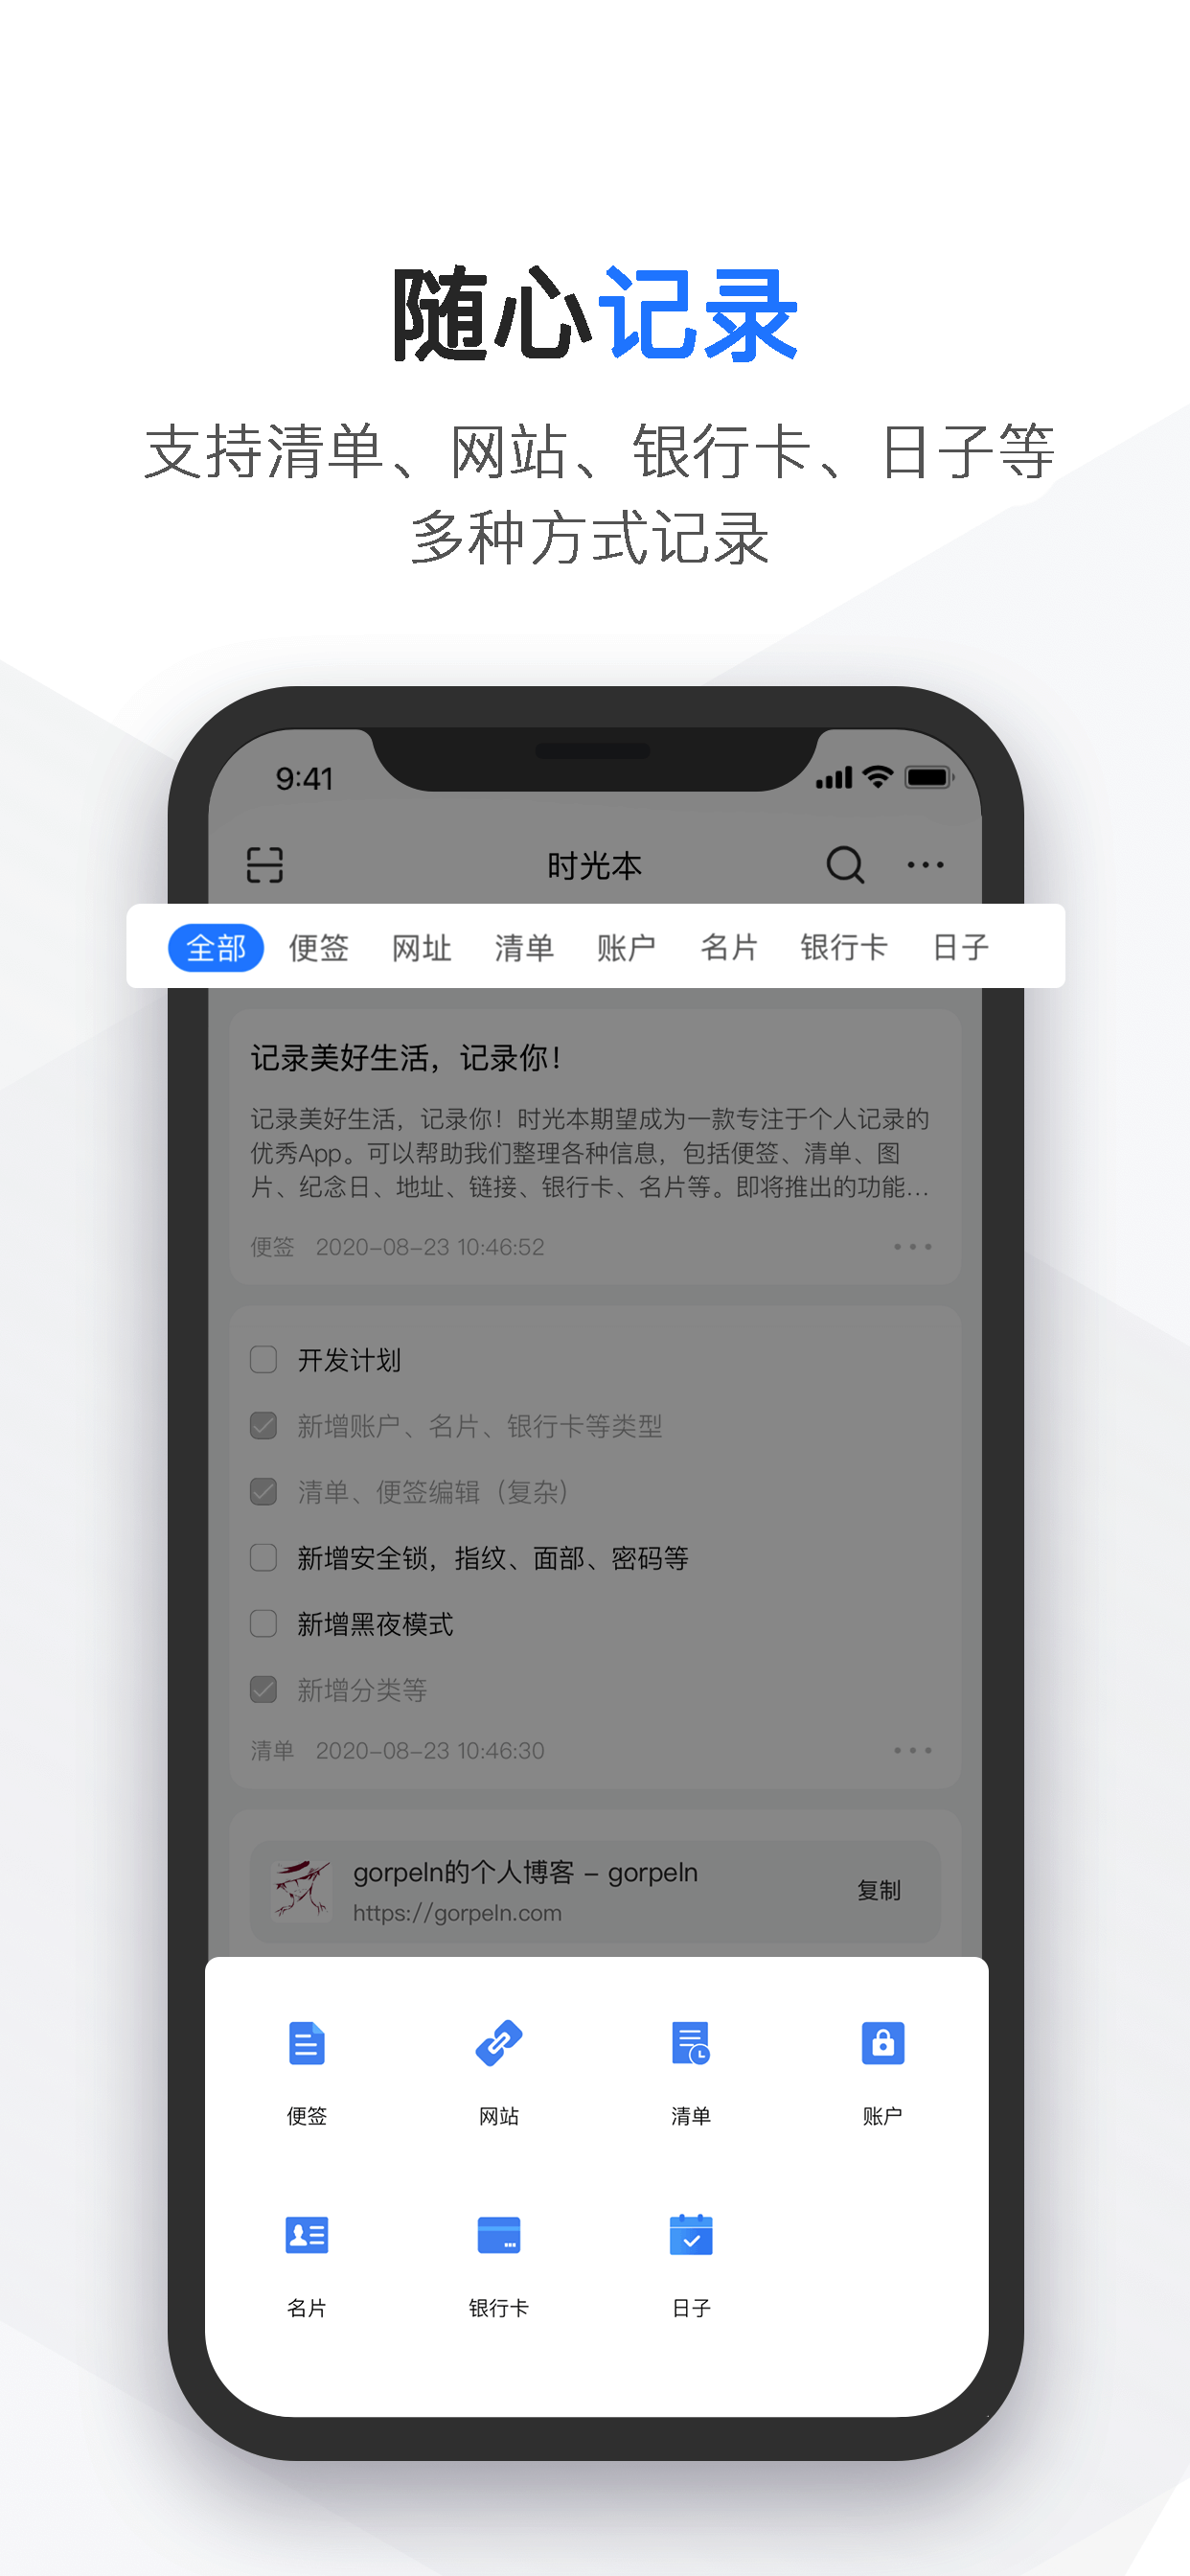 随心记录
支持清单、网站、银行卡、日子等
多种方式记录
9:41
时光本
全部 便签 网址 清单 账户 名片 银行卡 日子
记录美好生活，记录你！
记录美好生活，记录你！时光本期望成为一款专注于个人记录的
优秀App。可以帮助我们整理各种信息，包括便签、清单、图
片、纪念日、地址、链接、银行卡、名片等。即将推出的功能...
便签 2020-08-23 10:46:52
开发计划
新增账户、名片、银行卡等类型
清单、便签编辑（复杂）
新增安全锁，指纹、面部、密码等
新增黑夜模式
新增分类等
清单 2020-08-23 10:46:30
gorpeln的个人博客 - gorpeln
https://gorpeln.com
复制
便签 网站 清单 账户
名片 银行卡 日子